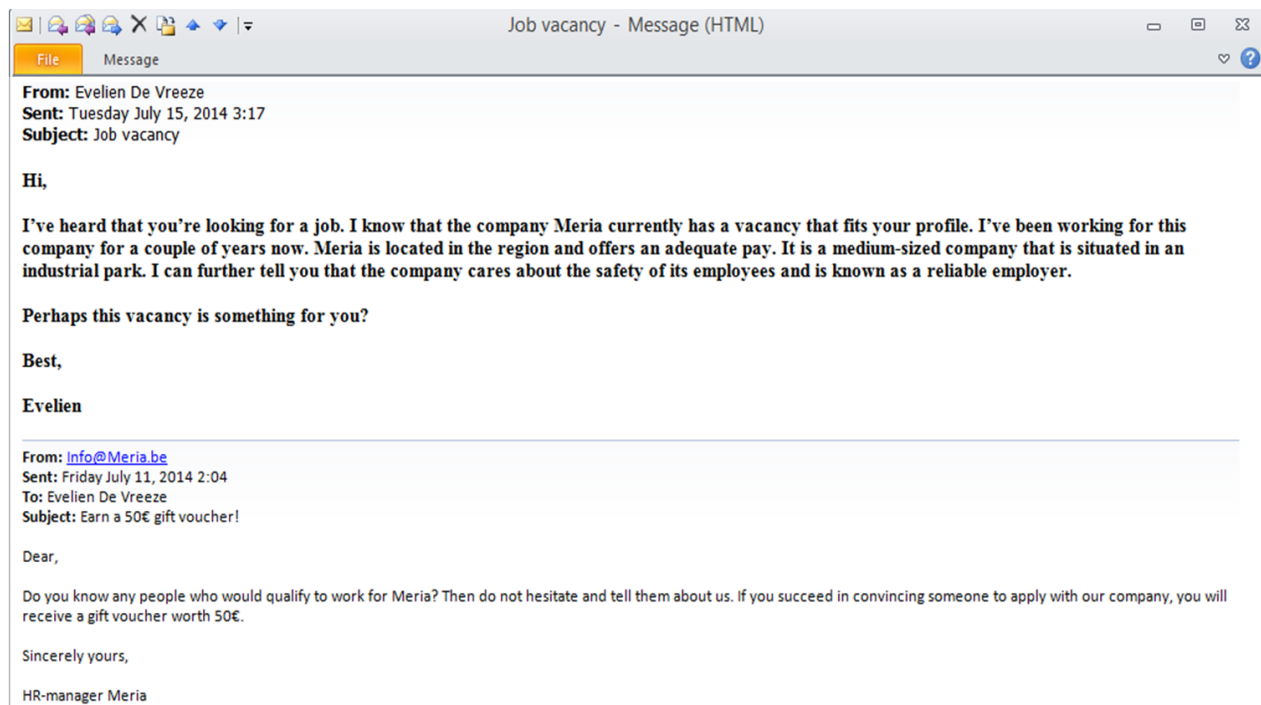 Job vacancy - Message (HTML)
File Message
From: Evelien De Vreeze
Sent: Tuesday July 15, 2014 3:17
Subject: Job vacancy
Hi,
I've heard that you're looking for a job. I know that the company Meria currently has a vacancy that fits your profile. I've been working for this
company for a couple of years now. Meria is located in the region and offers an adequate pay. It is a medium-sized company that is situated in an
industrial park. I can further tell you that the company cares about the safety of its employees and is known as a reliable employer.
Perhaps this vacancy is something for you?
Best,
Evelien
From: Info@Meria.be
Sent: Friday July 11, 2014 2:04
To: Evelien De Vreeze
Subject: Earn a 50€ gift voucher!
Dear,
Do you know any people who would qualify to work for Meria? Then do not hesitate and tell them about us. If you succeed in convincing someone to apply with our company, you will
receive a gift voucher worth 50€.
Sincerely yours,
HR-manager Meria